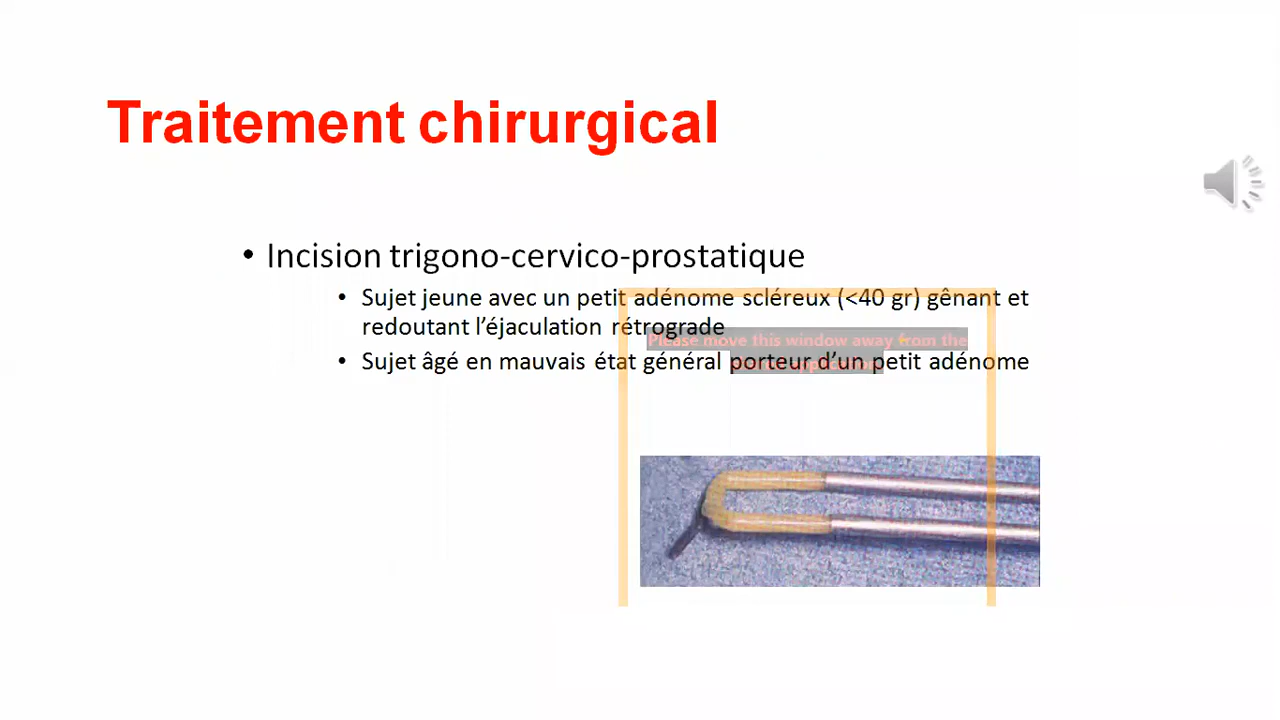 Traitement chirurgical
• Incision trigono-cervico-prostatique
• Sujet jeune avec un petit adénome scléreux (<40 gr) gênant et
redoutant l'éjaculation rétrograde
Please move this window away from the
• Sujet âgé en mauvais état général porteur d'un petit adénome
application